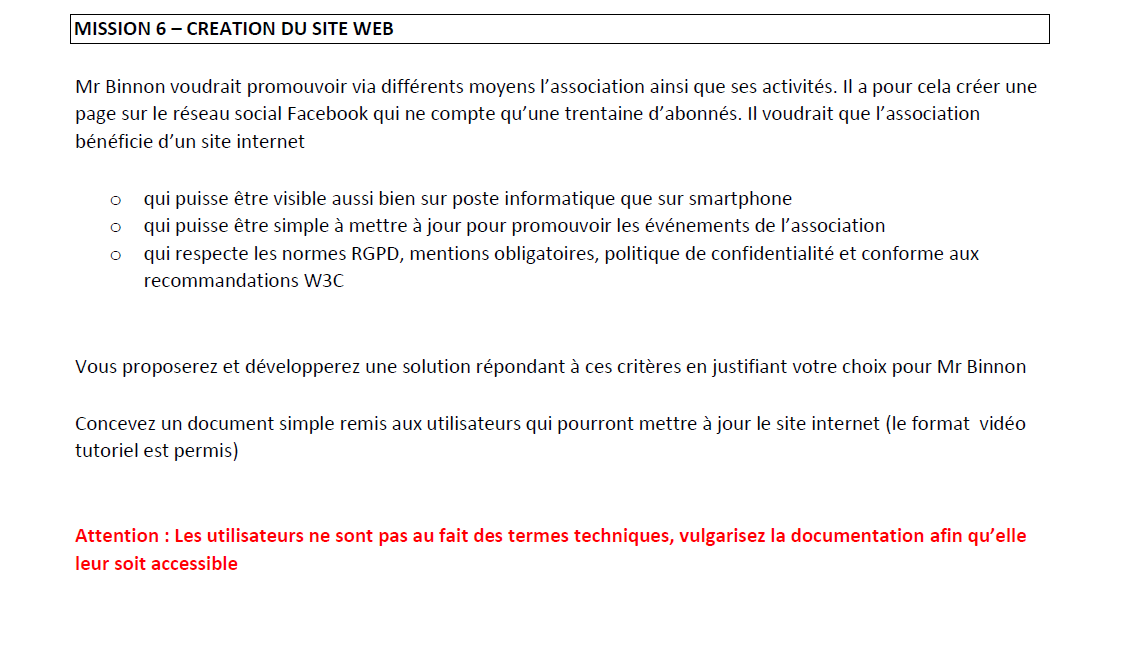 MISSION 6 – CREATION DU SITE WEB
Mr Binnon voudrait promouvoir via différents moyens l’association ainsi que ses activités. Il a pour cela créer une
page sur le réseau social Facebook qui ne compte qu’une trentaine d’abonnés. Il voudrait que l’association
bénéficie d’un site internet
o qui puisse être visible aussi bien sur poste informatique que sur smartphone
o qui puisse être simple à mettre à jour pour promouvoir les événements de l’association
o qui respecte les normes RGPD, mentions obligatoires, politique de confidentialité et conforme aux
recommandations W3C
Vous proposerez et développerez une solution répondant à ces critères en justifiant votre choix pour Mr Binnon
Concevez un document simple remis aux utilisateurs qui pourront mettre à jour le site internet (le format vidéo
tutoriel est permis)
Attention : Les utilisateurs ne sont pas au fait des termes techniques, vulgarisez la documentation afin qu’elle
leur soit accessible